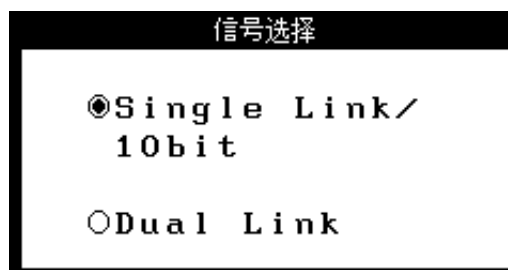 信号选择
◉Single Link/
10bit
○Dual Link